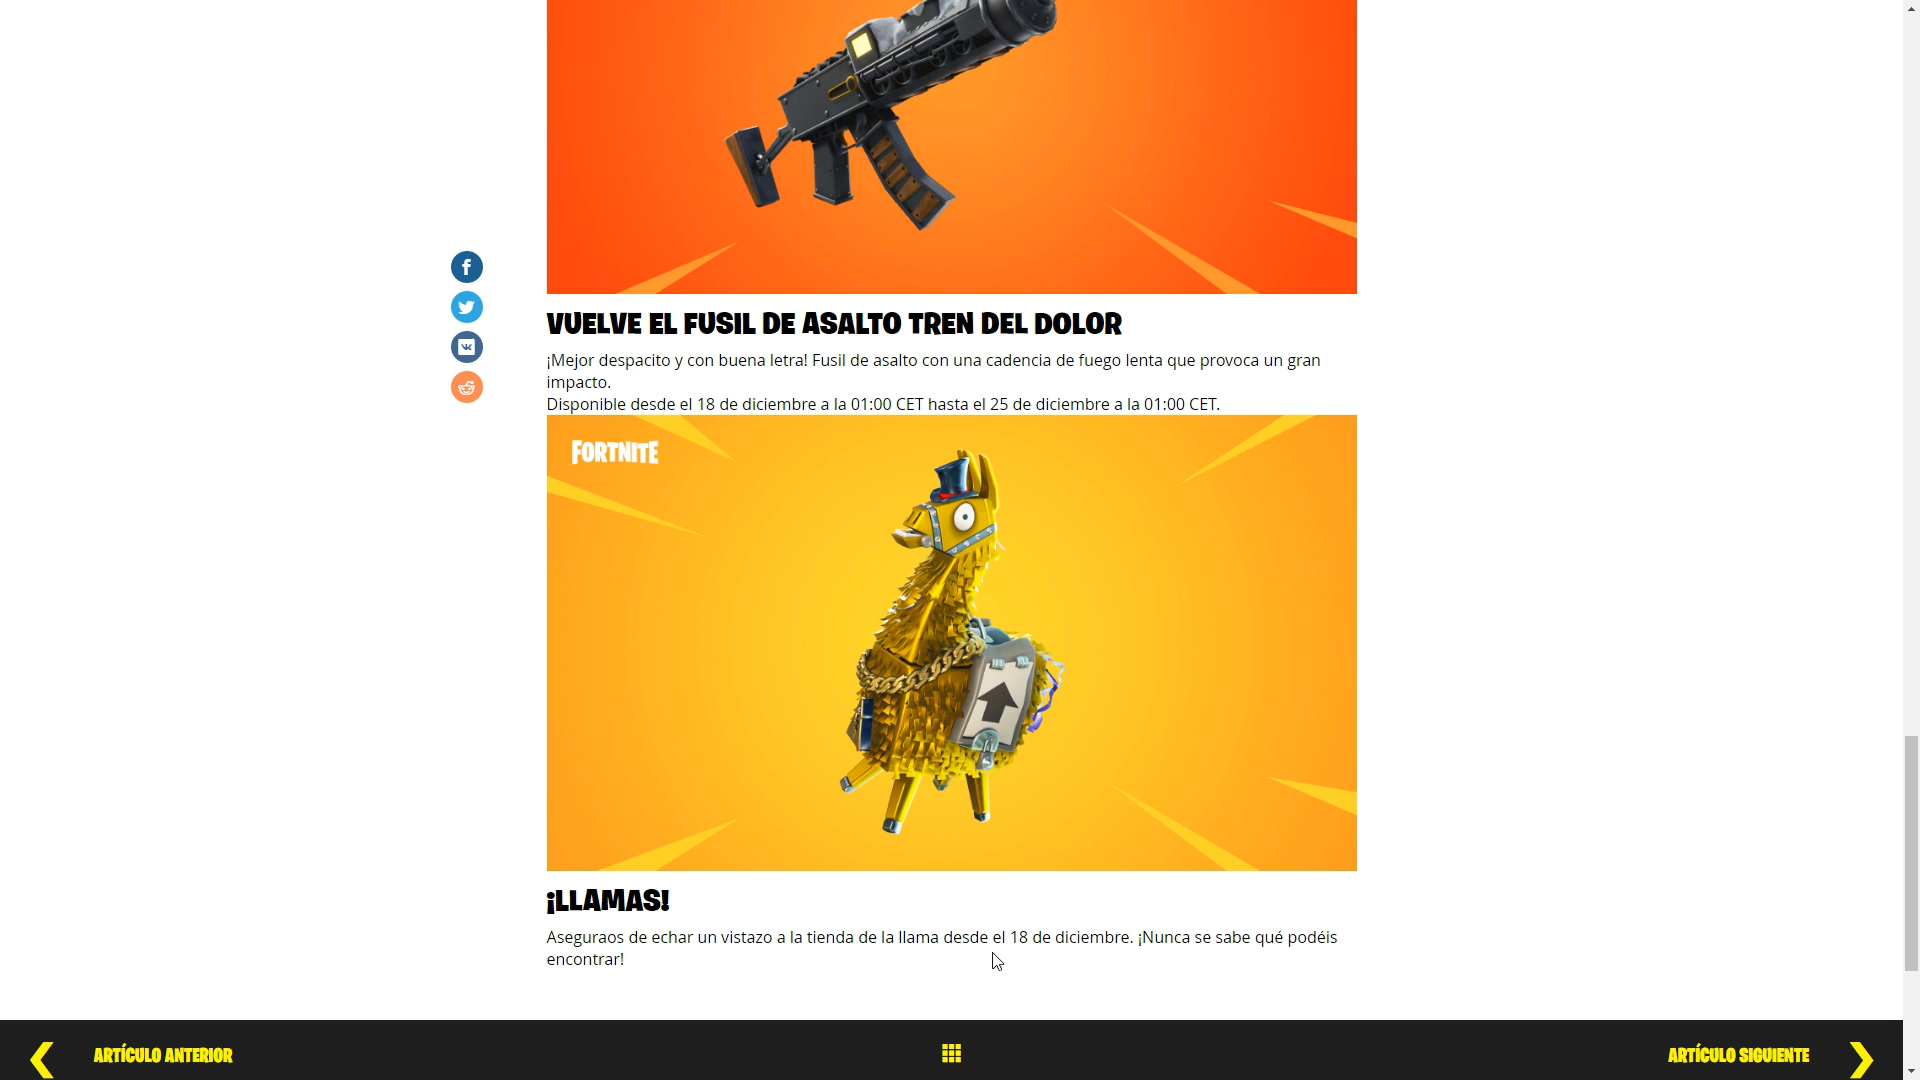 VUELVE EL FUSIL DE ASALTO TREN DEL DOLOR
¡Mejor despacito y con buena letra! Fusil de asalto con una cadencia de fuego lenta que provoca un gran
impacto.
Disponible desde el 18 de diciembre a la 01:00 CET hasta el 25 de diciembre a la 01:00 CET.
FORTNITE
¡LLAMAS!
Aseguraos de echar un vistazo a la tienda de la llama desde el 18 de diciembre. ¡Nunca se sabe qué podéis
encontrar!
ARTÍCULO ANTERIOR
ARTÍCULO SIGUIENTE